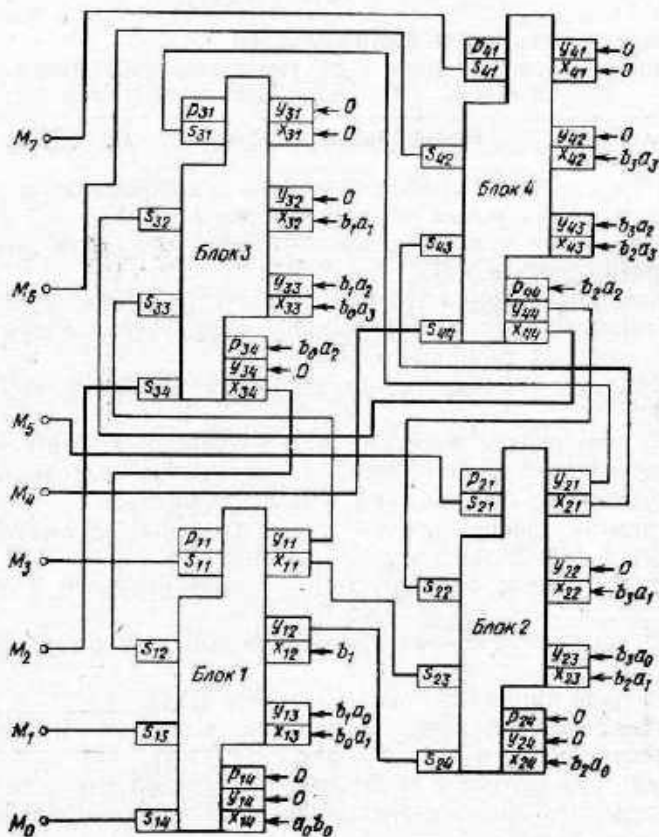 M₇
M₆
M₅
M₄
M₃
M₂
M₁
M₀
p₃₁
s₃₁
y₃₁ 0
x₃₁ 0
s₃₂
y₃₂ 0
x₃₂ b₁a₁
Блок 3
s₃₃
y₃₃ b₁a₂
x₃₃ b₀a₃
s₃₄
p₃₄ b₀a₂
y₃₄ 0
x₃₄
p₄₁
s₄₁
y₄₁ 0
x₄₁ 0
s₄₂
y₄₂ 0
x₄₂ b₃a₃
Блок 4
s₄₃
y₄₃ b₃a₂
x₄₃ b₂a₃
s₄₄
p₄₄ b₂a₂
y₄₄
x₄₄
p₁₁
s₁₁
y₁₁
x₁₁
s₁₂
y₁₂
x₁₂ b₁
Блок 1
s₁₃
y₁₃ b₁a₀
x₁₃ b₀a₁
s₁₄
p₁₄ 0
y₁₄ 0
x₁₄ a₀b₀
p₂₁
s₂₁
y₂₁
x₂₁
s₂₂
y₂₂ 0
x₂₂ b₃a₁
Блок 2
s₂₃
y₂₃ b₃a₀
x₂₃ b₂a₁
s₂₄
p₂₄ 0
y₂₄ 0
x₂₄ b₂a₀